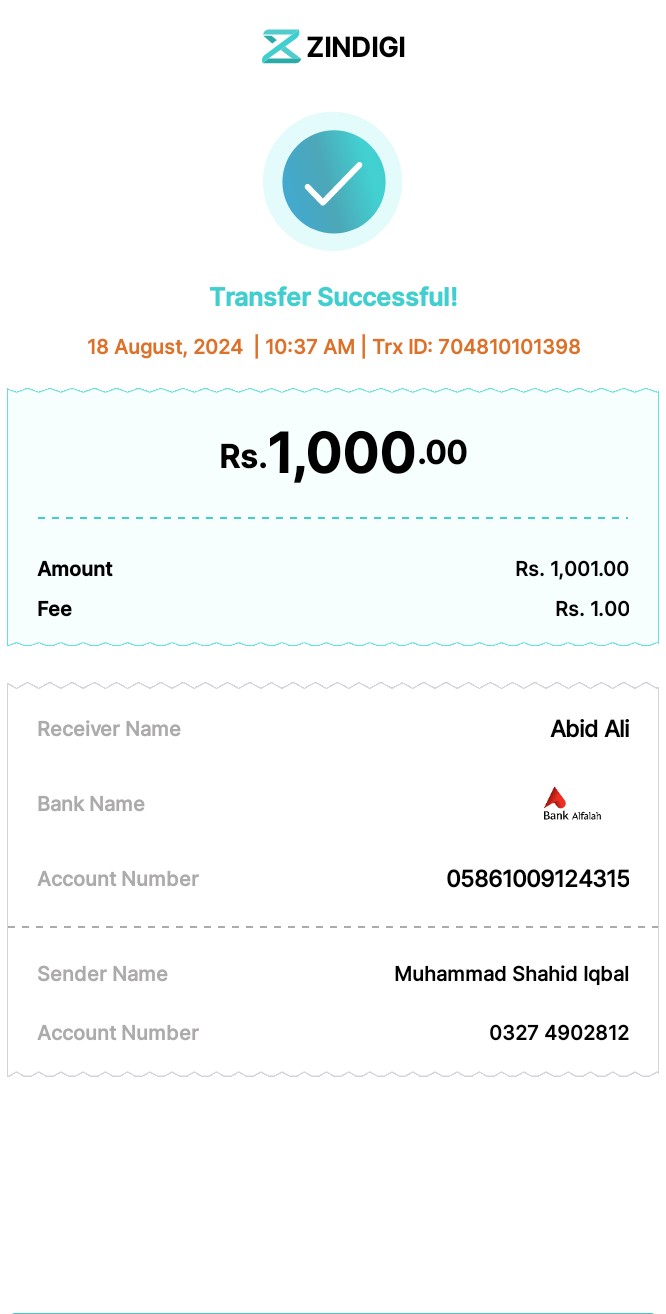 ZINDIGI
Transfer Successful!
18 August, 2024 | 10:37 AM | Trx ID: 704810101398
Rs.1,000.00
Amount Rs. 1,001.00
Fee Rs. 1.00
Receiver Name Abid Ali
Bank Name Bank Alfalah
Account Number 05861009124315
Sender Name Muhammad Shahid Iqbal
Account Number 0327 4902812